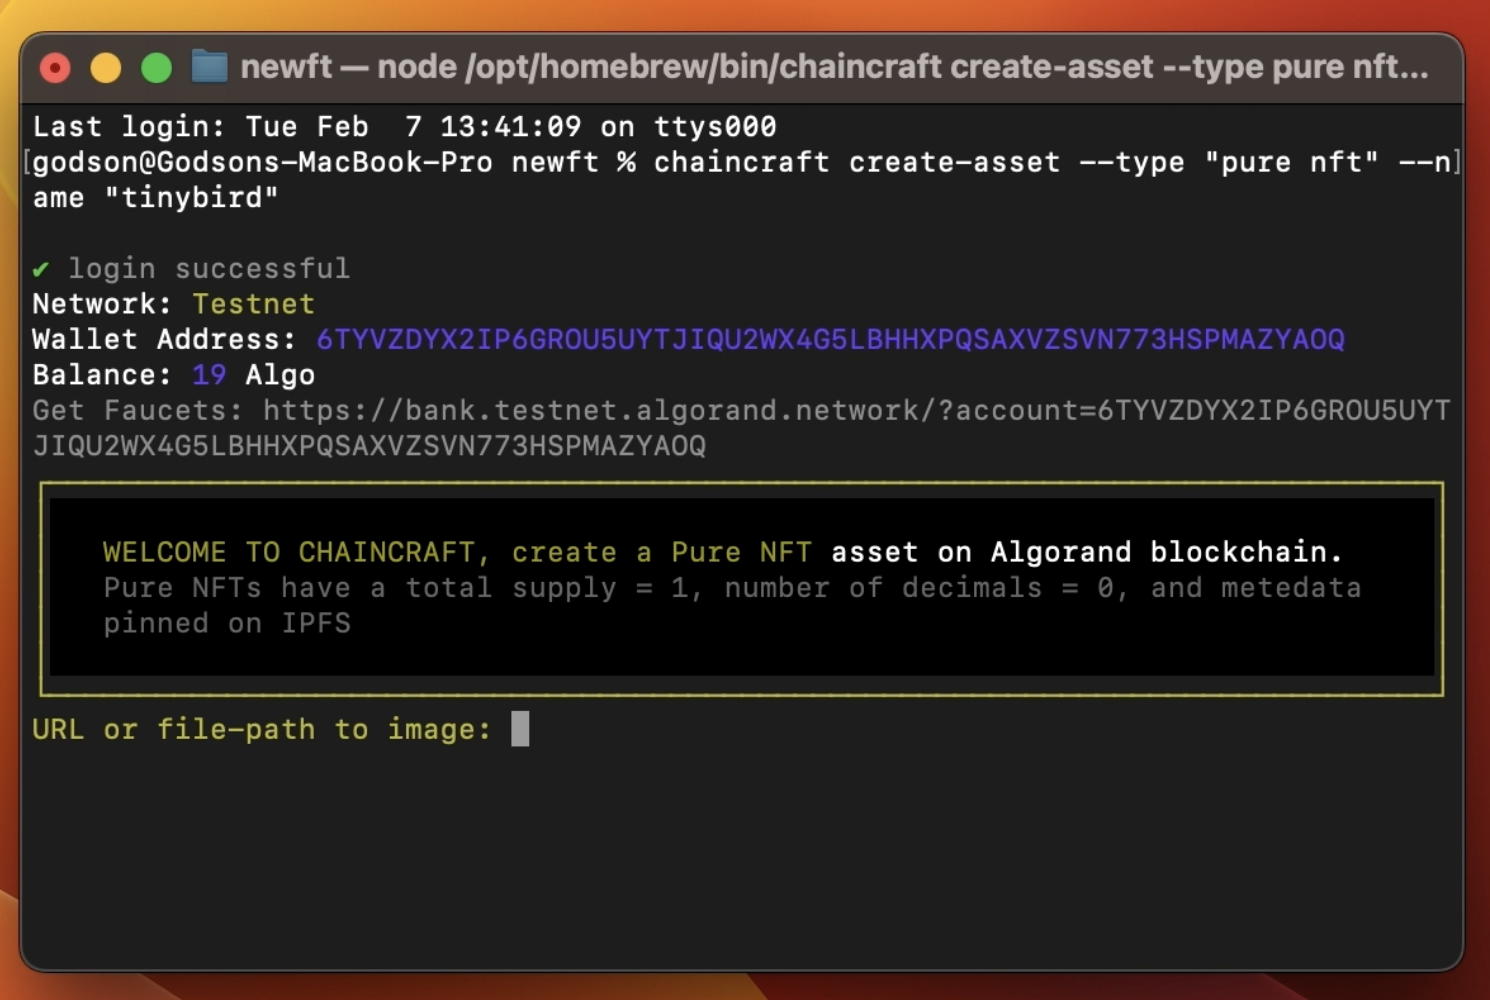 newft — node /opt/homebrew/bin/chaincraft create-asset --type pure nft...
Last login: Tue Feb  7 13:41:09 on ttys000
[godson@Godsons-MacBook-Pro newft % chaincraft create-asset --type "pure nft" --n]
ame "tinybird"
✔ login successful
Network: Testnet
Wallet Address: 6TYVZDYX2IP6GROU5UYTJIQU2WX4G5LBHHXPQSAXVZSVN773HSPMAZYAOQ
Balance: 19 Algo
Get Faucets: https://bank.testnet.algorand.network/?account=6TYVZDYX2IP6GROU5UYT
JIQU2WX4G5LBHHXPQSAXVZSVN773HSPMAZYAOQ
WELCOME TO CHAINCRAFT, create a Pure NFT asset on Algorand blockchain.
Pure NFTs have a total supply = 1, number of decimals = 0, and metedata
pinned on IPFS
URL or file-path to image: